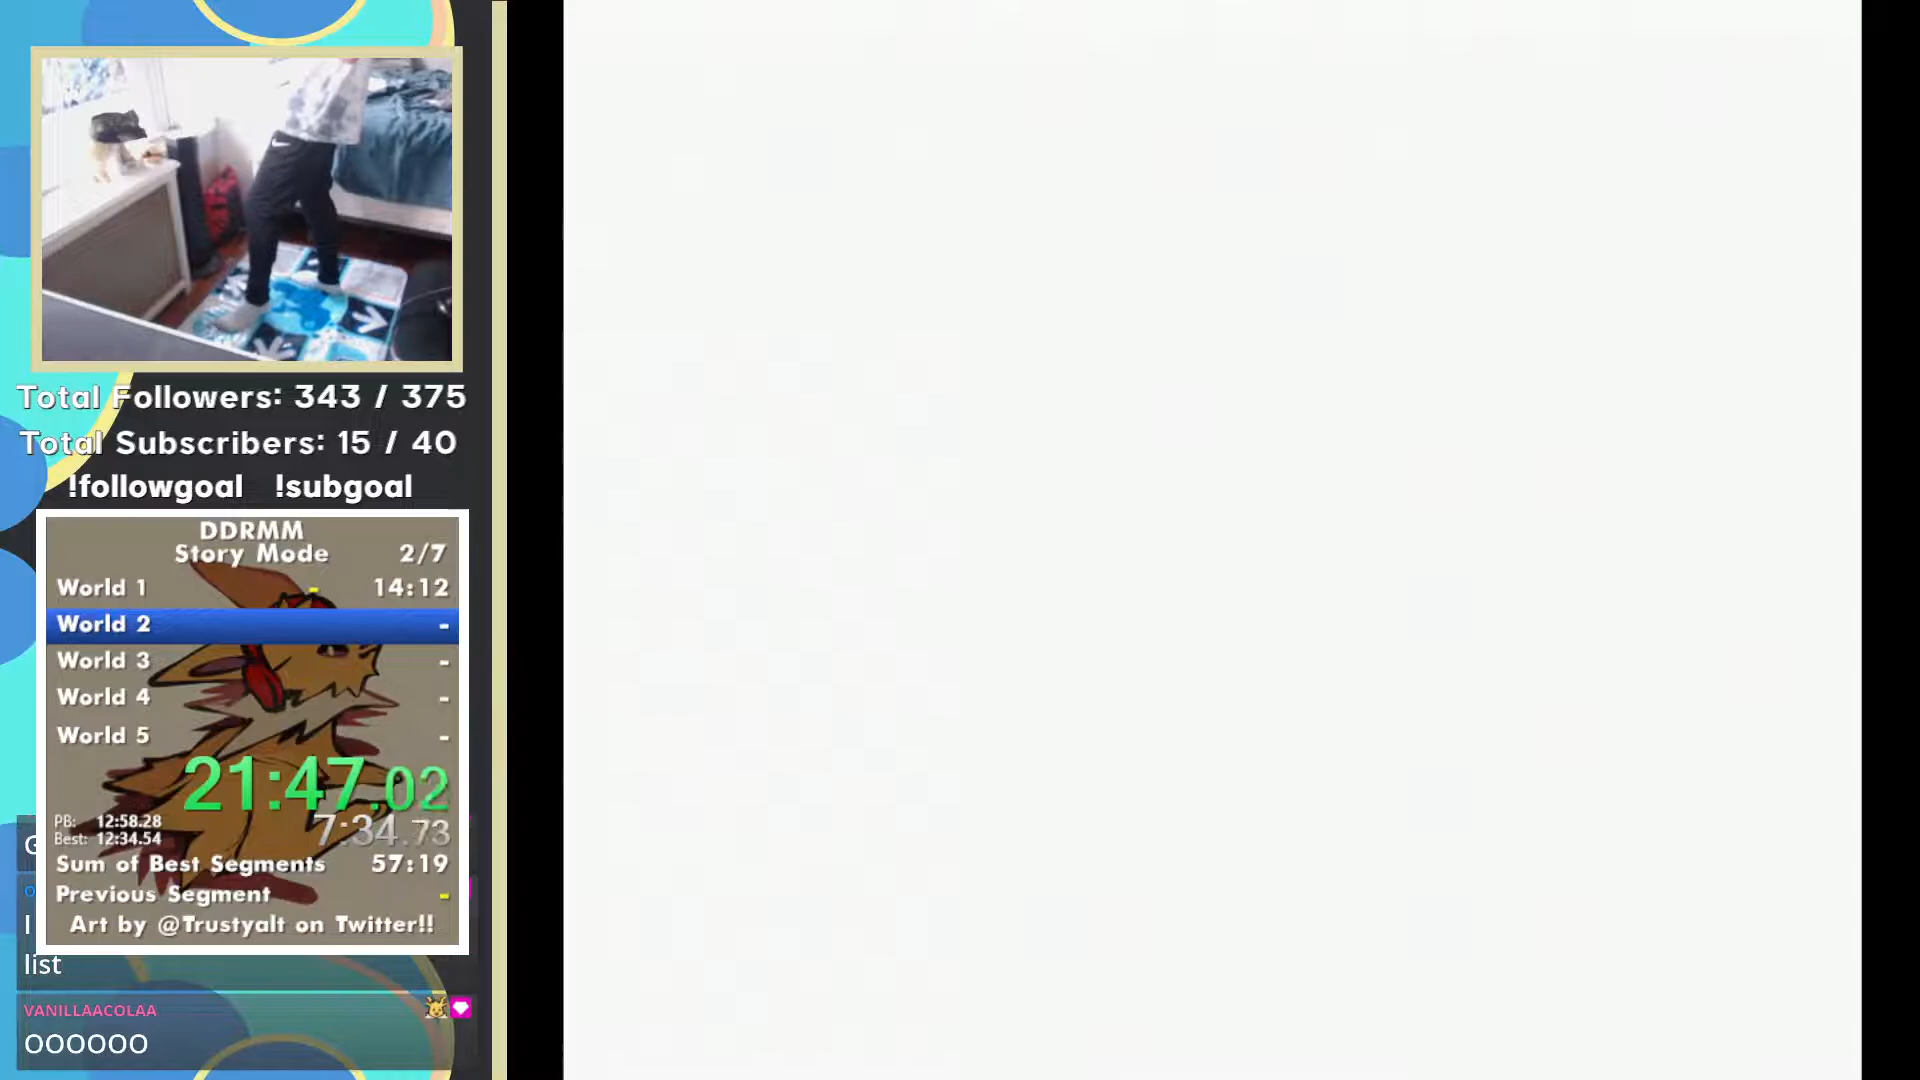 Total Followers: 343 / 375
Total Subscribers: 15 / 40
!followgoal !subgoal
DDRMM
Story Mode 2/7
World 1 - 14:12
World 2 -
World 3 -
World 4 -
World 5 -
21:47.02
PB: 12:58.28
Best: 12:34.54
7:34.73
Sum of Best Segments 57:19
Previous Segment -
Art by @Trustyalt on Twitter!!
I
list
VANILLAACOLAA
OOOOOO